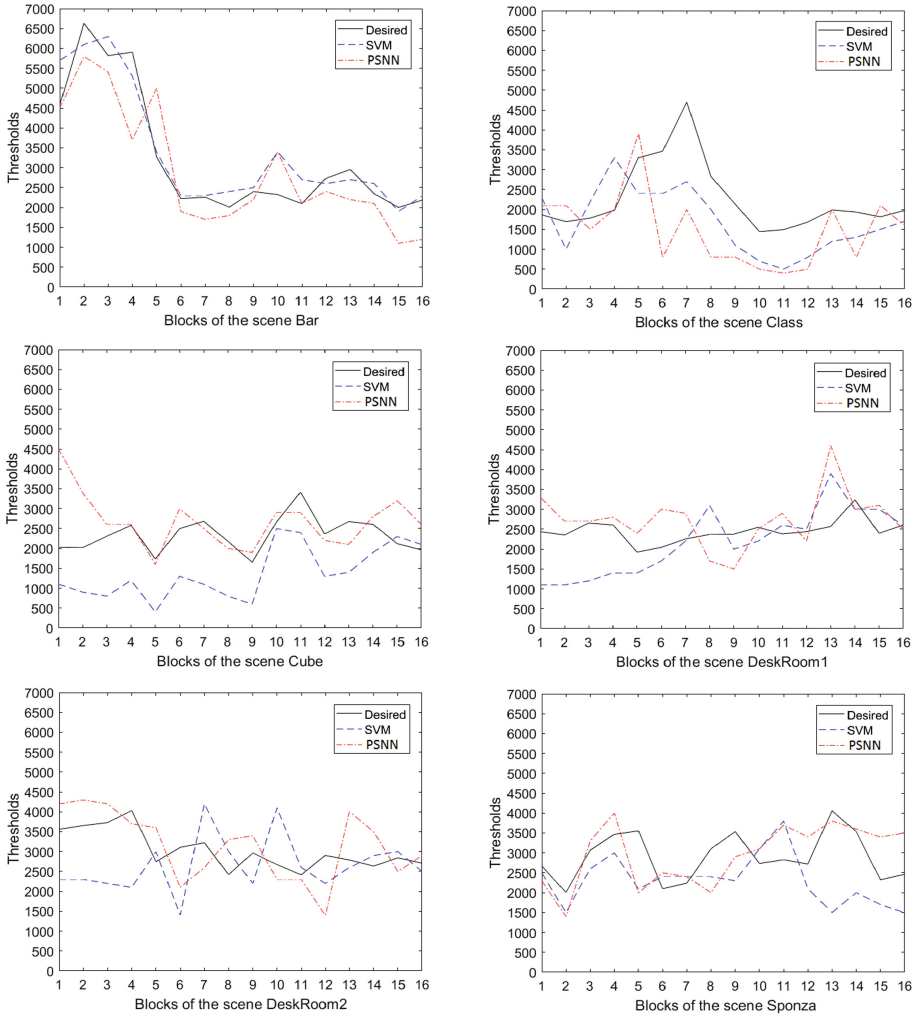 7000
6500
6000
5500
5000
4500
4000
3500
3000
2500
2000
1500
1000
500
0
Thresholds
Desired
SVM
PSNN
1 2 3 4 5 6 7 8 9 10 11 12 13 14 15 16
Blocks of the scene Bar
7000
6500
6000
5500
5000
4500
4000
3500
3000
2500
2000
1500
1000
500
0
Thresholds
Desired
SVM
PSNN
1 2 3 4 5 6 7 8 9 10 11 12 13 14 15 16
Blocks of the scene Class
7000
6500
6000
5500
5000
4500
4000
3500
3000
2500
2000
1500
1000
500
0
Thresholds
Desired
SVM
PSNN
1 2 3 4 5 6 7 8 9 10 11 12 13 14 15 16
Blocks of the scene Cube
7000
6500
6000
5500
5000
4500
4000
3500
3000
2500
2000
1500
1000
500
0
Thresholds
Desired
SVM
PSNN
1 2 3 4 5 6 7 8 9 10 11 12 13 14 15 16
Blocks of the scene DeskRoom1
7000
6500
6000
5500
5000
4500
4000
3500
3000
2500
2000
1500
1000
500
0
Thresholds
Desired
SVM
PSNN
1 2 3 4 5 6 7 8 9 10 11 12 13 14 15 16
Blocks of the scene DeskRoom2
7000
6500
6000
5500
5000
4500
4000
3500
3000
2500
2000
1500
1000
500
0
Thresholds
Desired
SVM
PSNN
1 2 3 4 5 6 7 8 9 10 11 12 13 14 15 16
Blocks of the scene Sponza